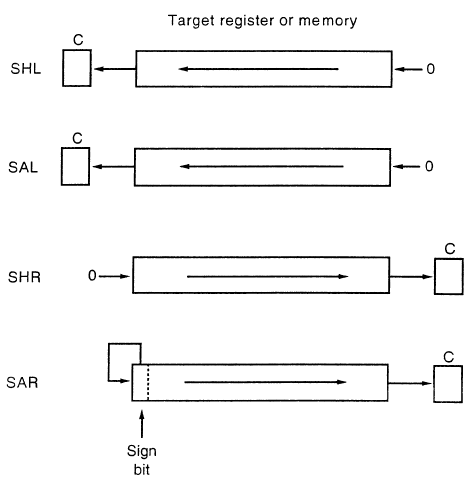 Target register or memory
C
SHL
0
C
SAL
0
C
SHR
0
C
SAR
Sign
bit